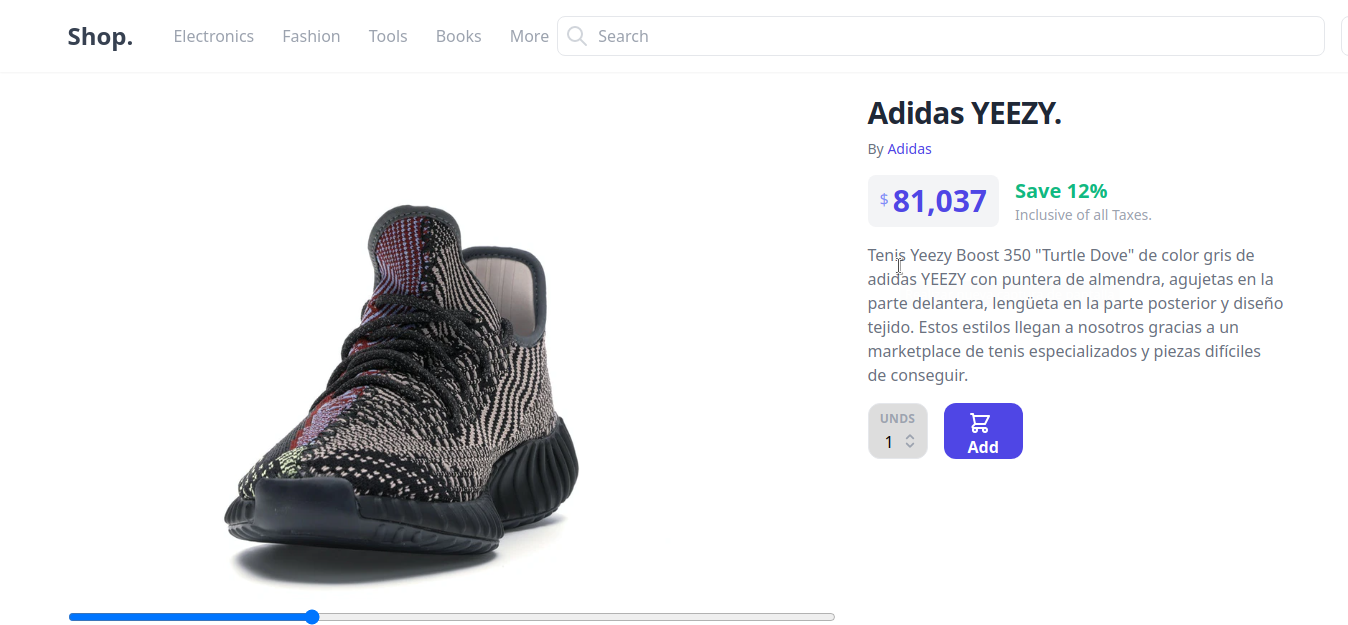 Shop.
Electronics
Fashion
Tools
Books
More
Search
Adidas YEEZY.
By Adidas
$ 81,037
Save 12%
Inclusive of all Taxes.
Tenis Yeezy Boost 350 "Turtle Dove" de color gris de
adidas YEEZY con puntera de almendra, agujetas en la
parte delantera, lengüeta en la parte posterior y diseño
tejido. Estos estilos llegan a nosotros gracias a un
marketplace de tenis especializados y piezas difíciles
de conseguir.
UNDS
1
Add